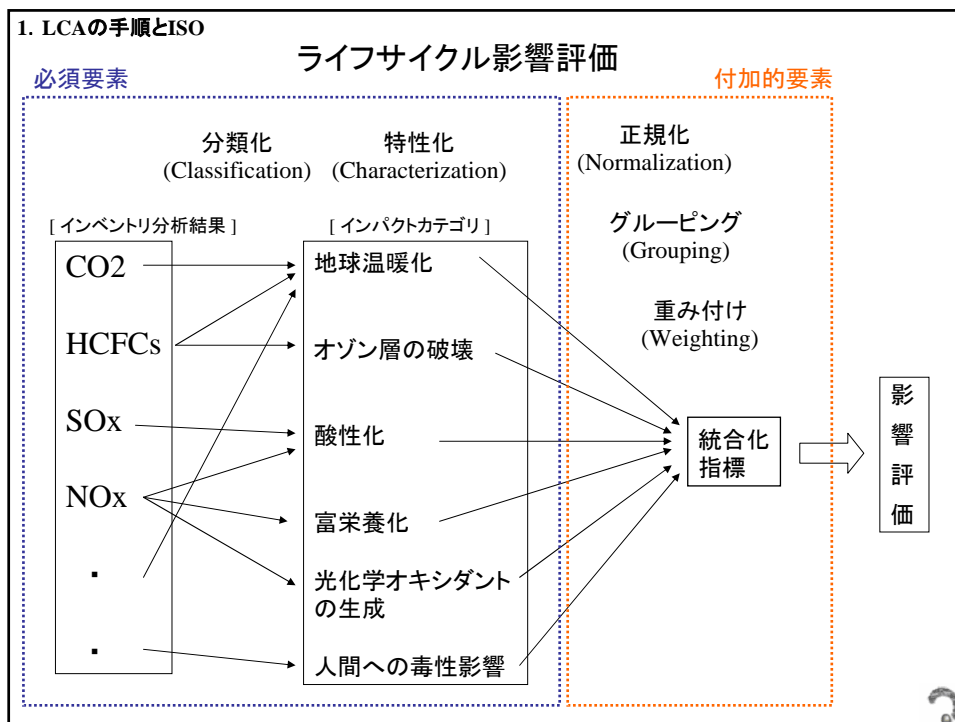 1. LCAの手順とISO
ライフサイクル影響評価
必須要素
付加的要素
分類化
(Classification)
特性化
(Characterization)
正規化
(Normalization)
グルーピング
(Grouping)
重み付け
(Weighting)
[ インベントリ分析結果 ]
CO2
HCFCs
SOx
NOx
・
・
[ インパクトカテゴリ ]
地球温暖化
オゾン層の破壊
酸性化
富栄養化
光化学オキシダント
の生成
人間への毒性影響
統合化
指標
影
響
評
価